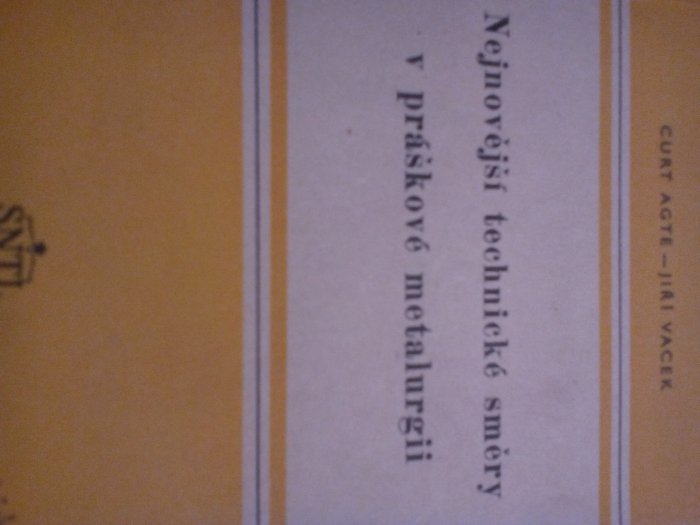 CURT AGTE — JIŘÍ VACEK
Nejnovější technické směry
v práškové metalurgii
SNTL